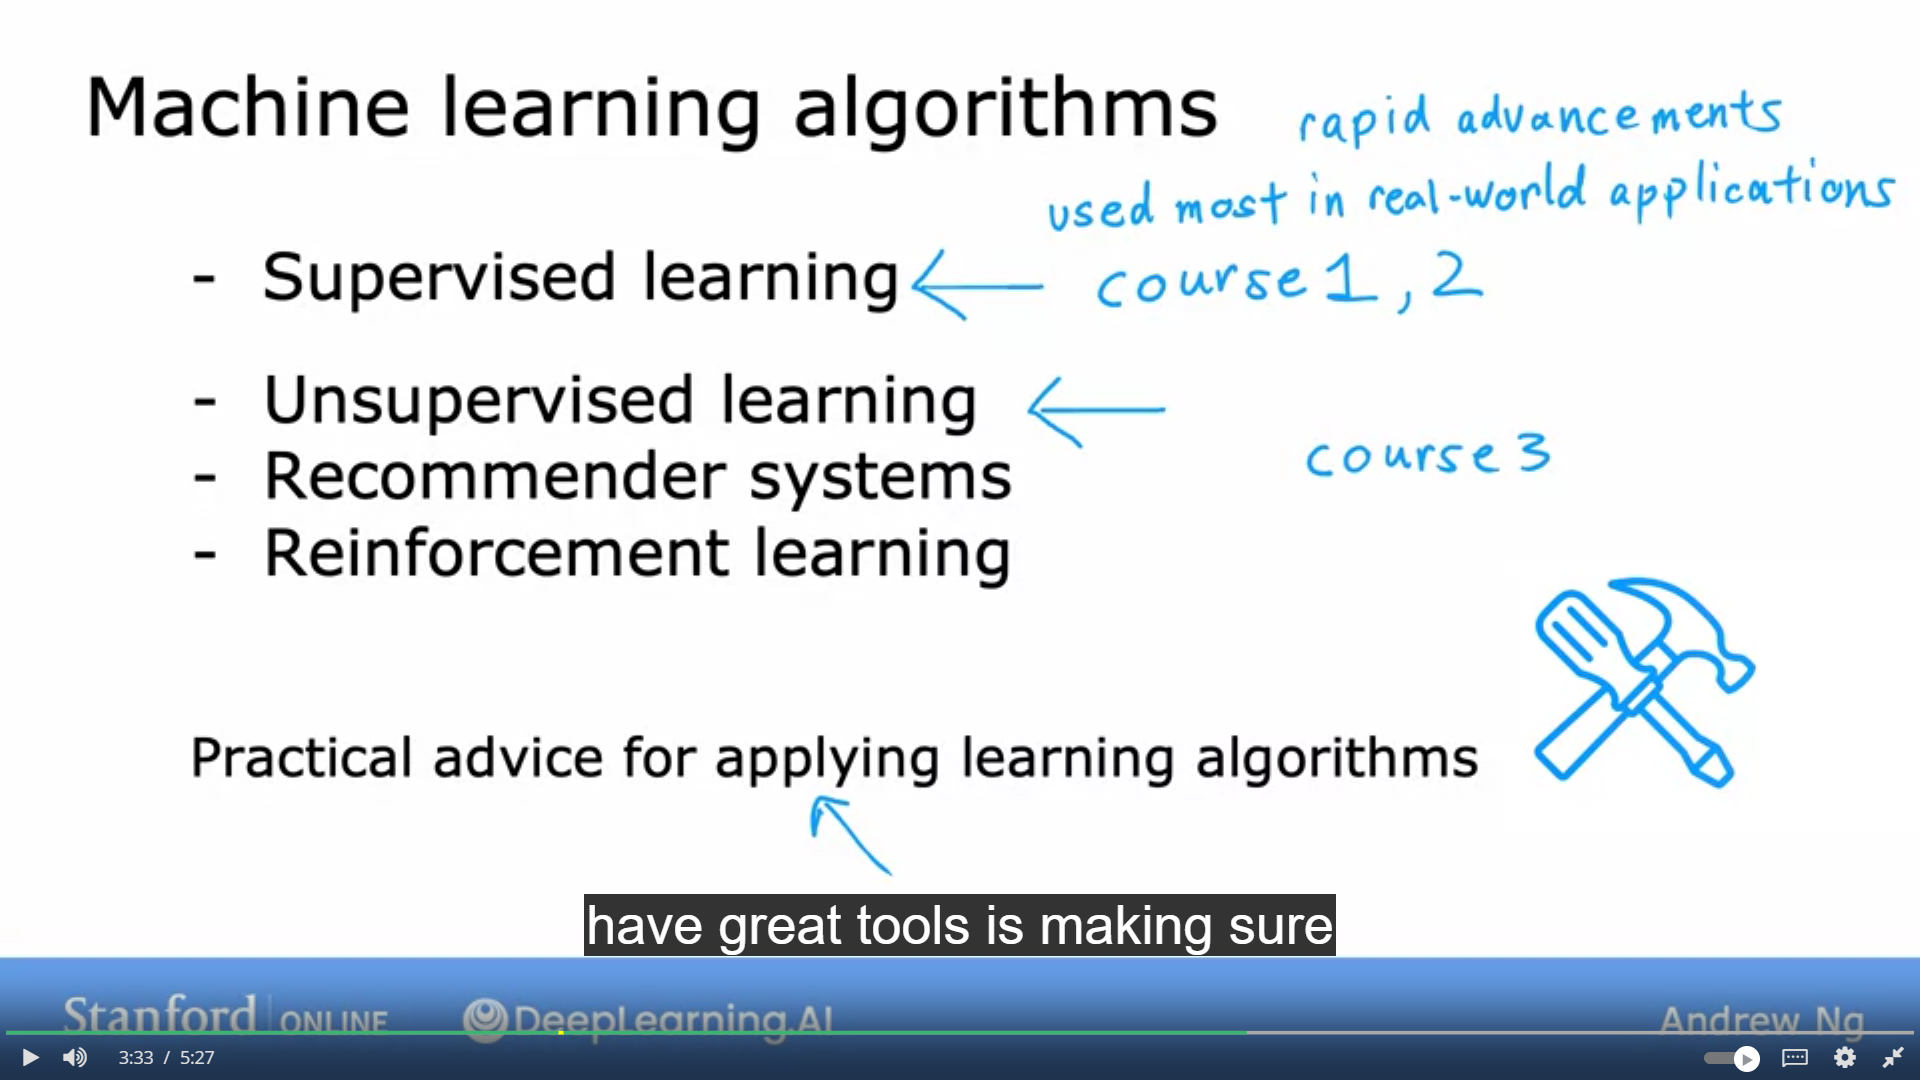 Machine learning algorithms
rapid advancements
used most in real-world applications
- Supervised learning course 1, 2
- Unsupervised learning
course 3
- Recommender systems
- Reinforcement learning
Practical advice for applying learning algorithms
have great tools is making sure
Stanford | ONLINE DeepLearning.AI Andrew Ng
3:33 / 5:27